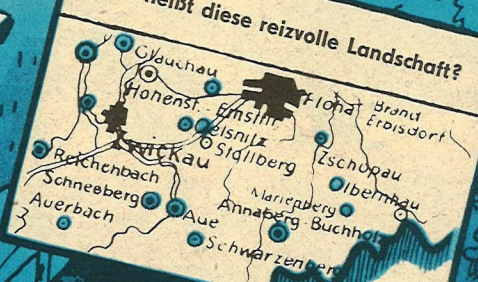 heißt diese reizvolle Landschaft?
Glauchau
Hohenst.-Ernstth.
Flöha
Brand
Erbisdorf
Oelsnitz
Zwickau
Stollberg
Zschopau
Reichenbach
Olbernhau
Schneeberg
Marienberg
Auerbach
Aue
Annaberg-Buchholz
Schwarzenberg